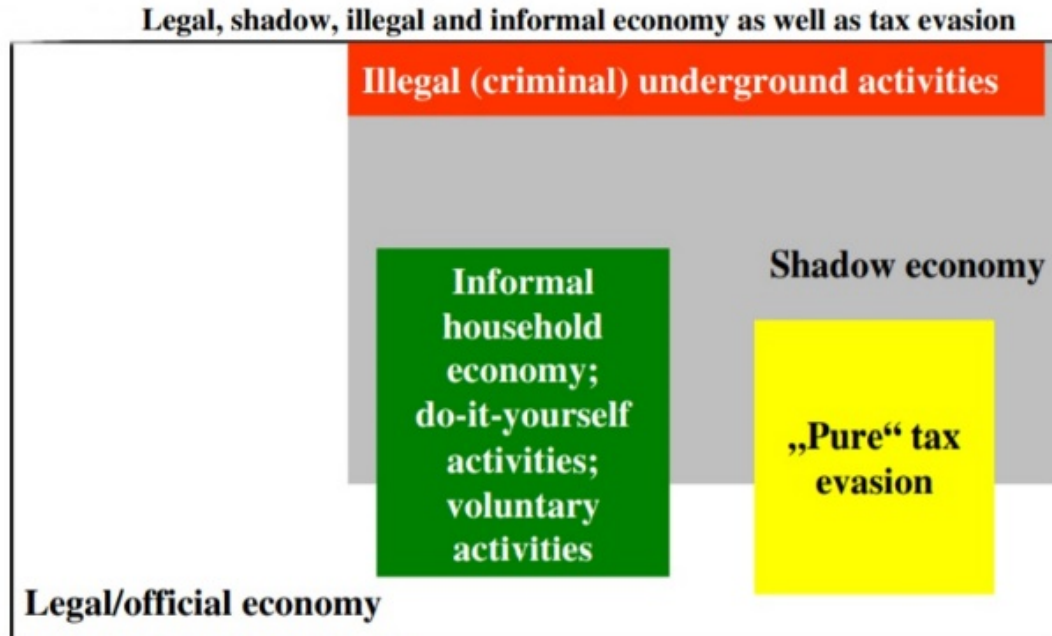 Legal, shadow, illegal and informal economy as well as tax evasion
Illegal (criminal) underground activities
Shadow economy
Informal
household
economy;
do-it-yourself
activities;
voluntary
activities
„Pure“ tax
evasion
Legal/official economy